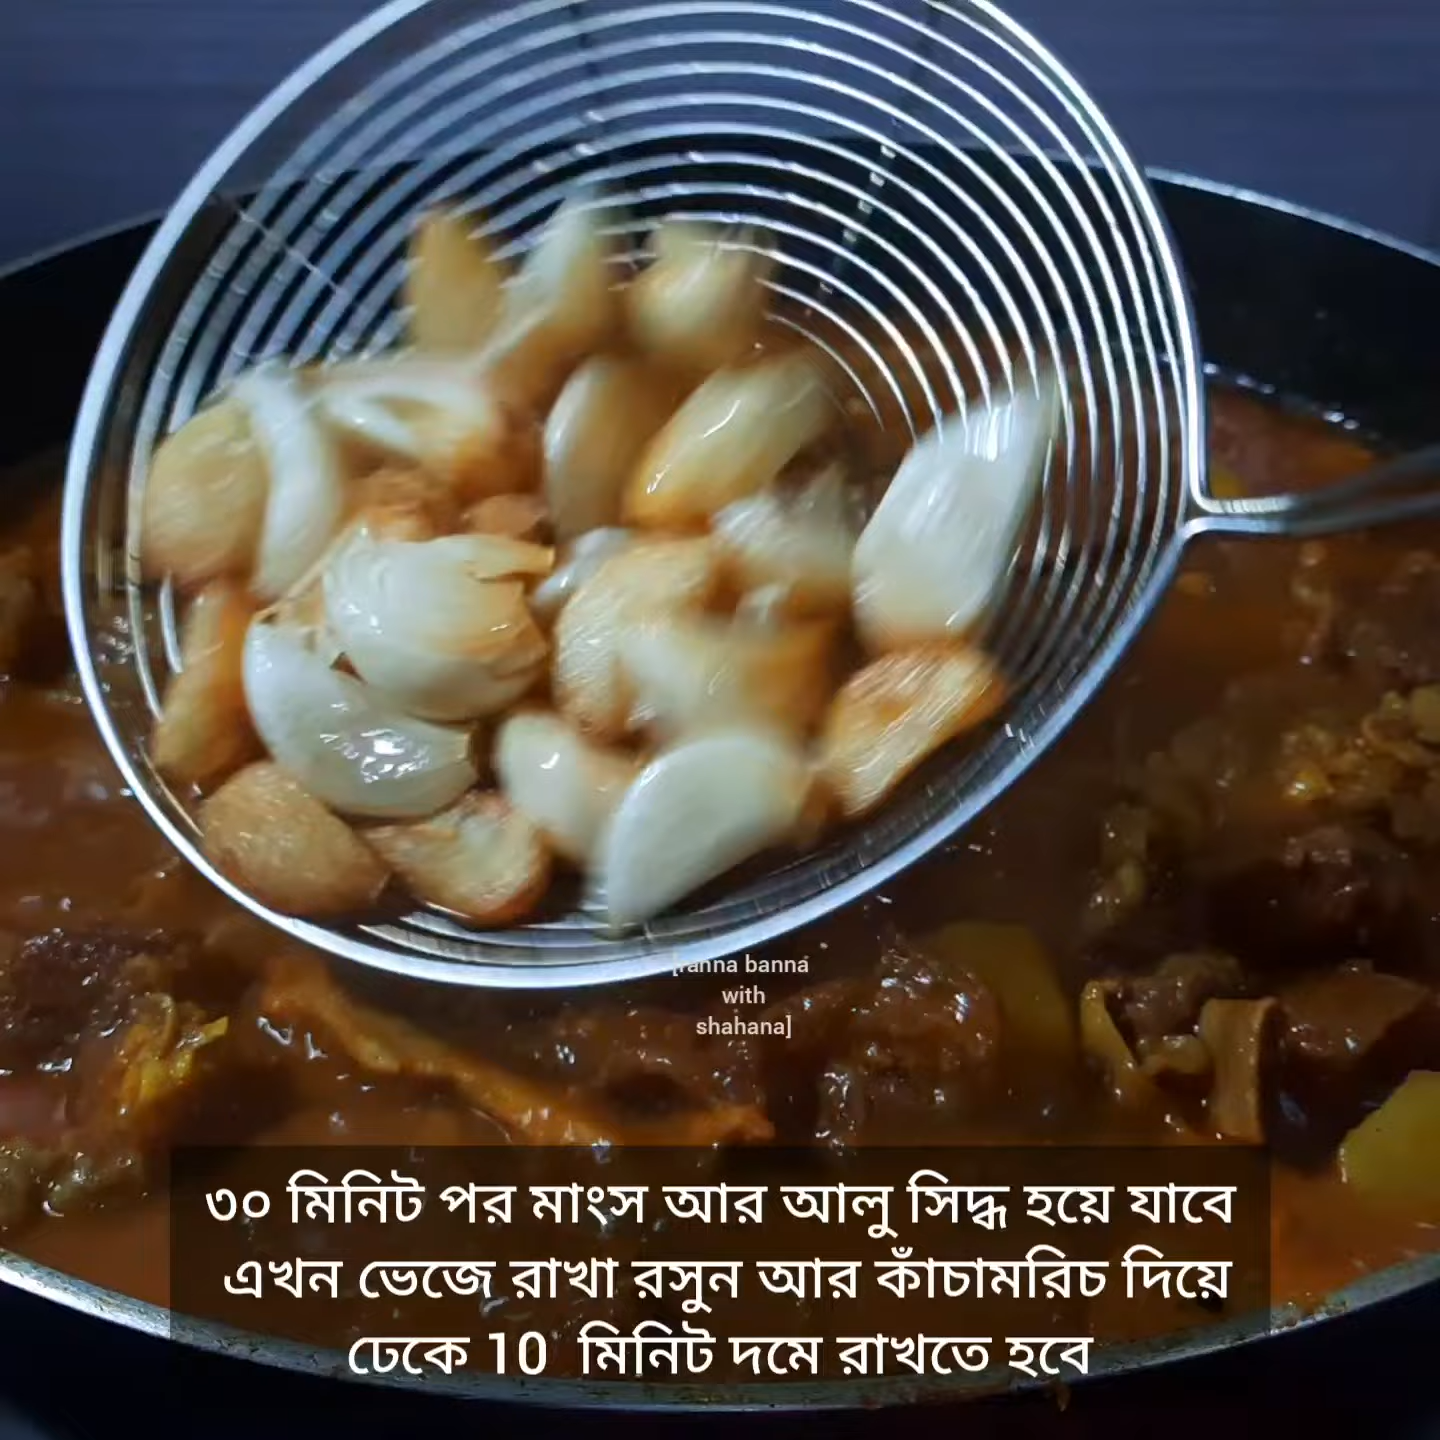 [ranna banna
with
shahana]
৩০ মিনিট পর মাংস আর আলু সিদ্ধ হয়ে যাবে
এখন ভেজে রাখা রসুন আর কাঁচামরিচ দিয়ে
ঢেকে 10 মিনিট দমে রাখতে হবে